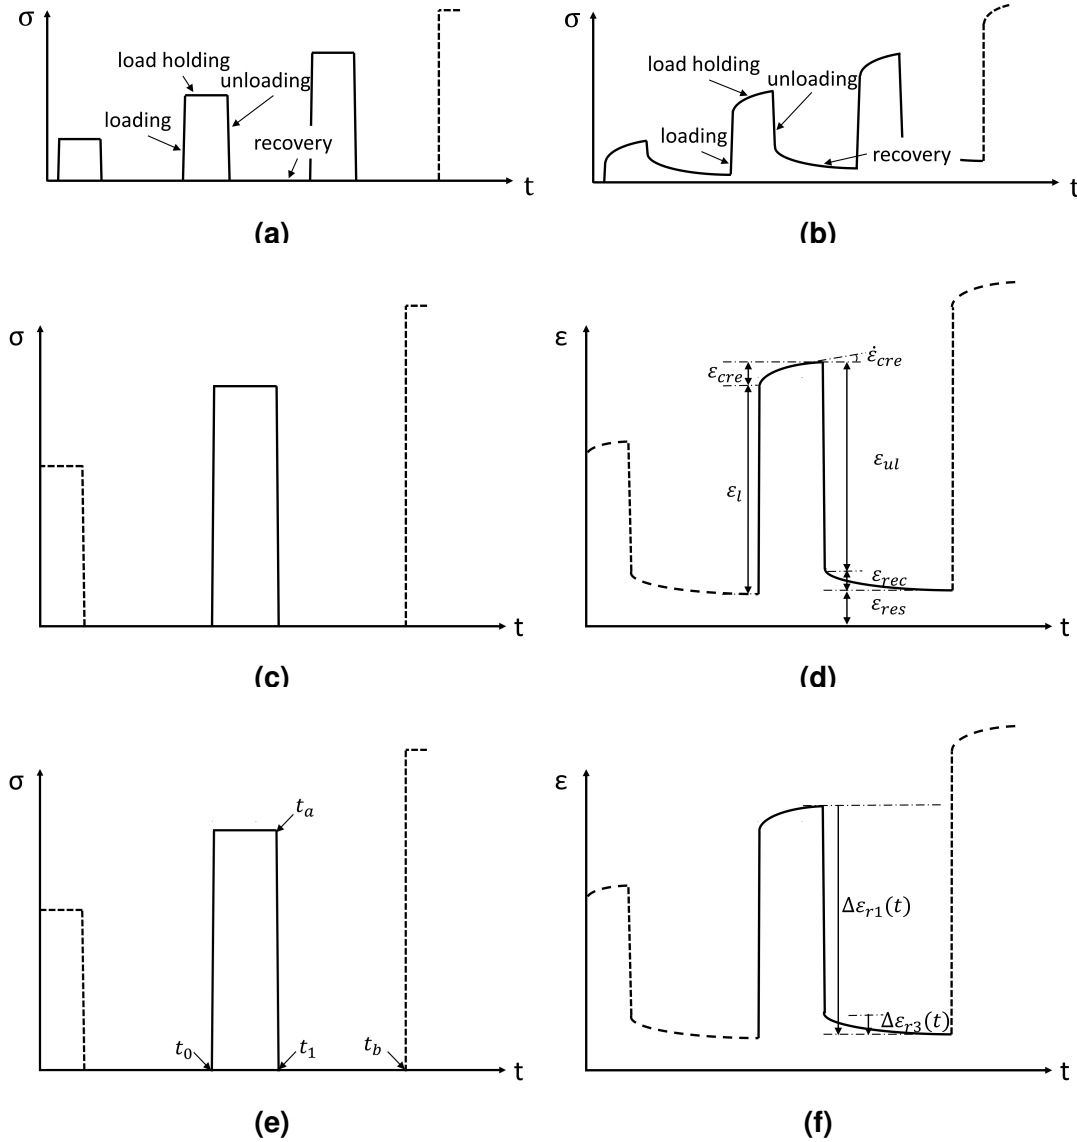 σ
load holding
unloading
loading
recovery
t
(a)
σ
load holding
unloading
loading
recovery
t
(b)
σ
t
(c)
ε
ε̇cre
εcre
εul
εl
εrec
εres
t
(d)
σ
ta
t0
t1
tb
t
(e)
ε
Δεr1(t)
Δεr3(t)
t
(f)